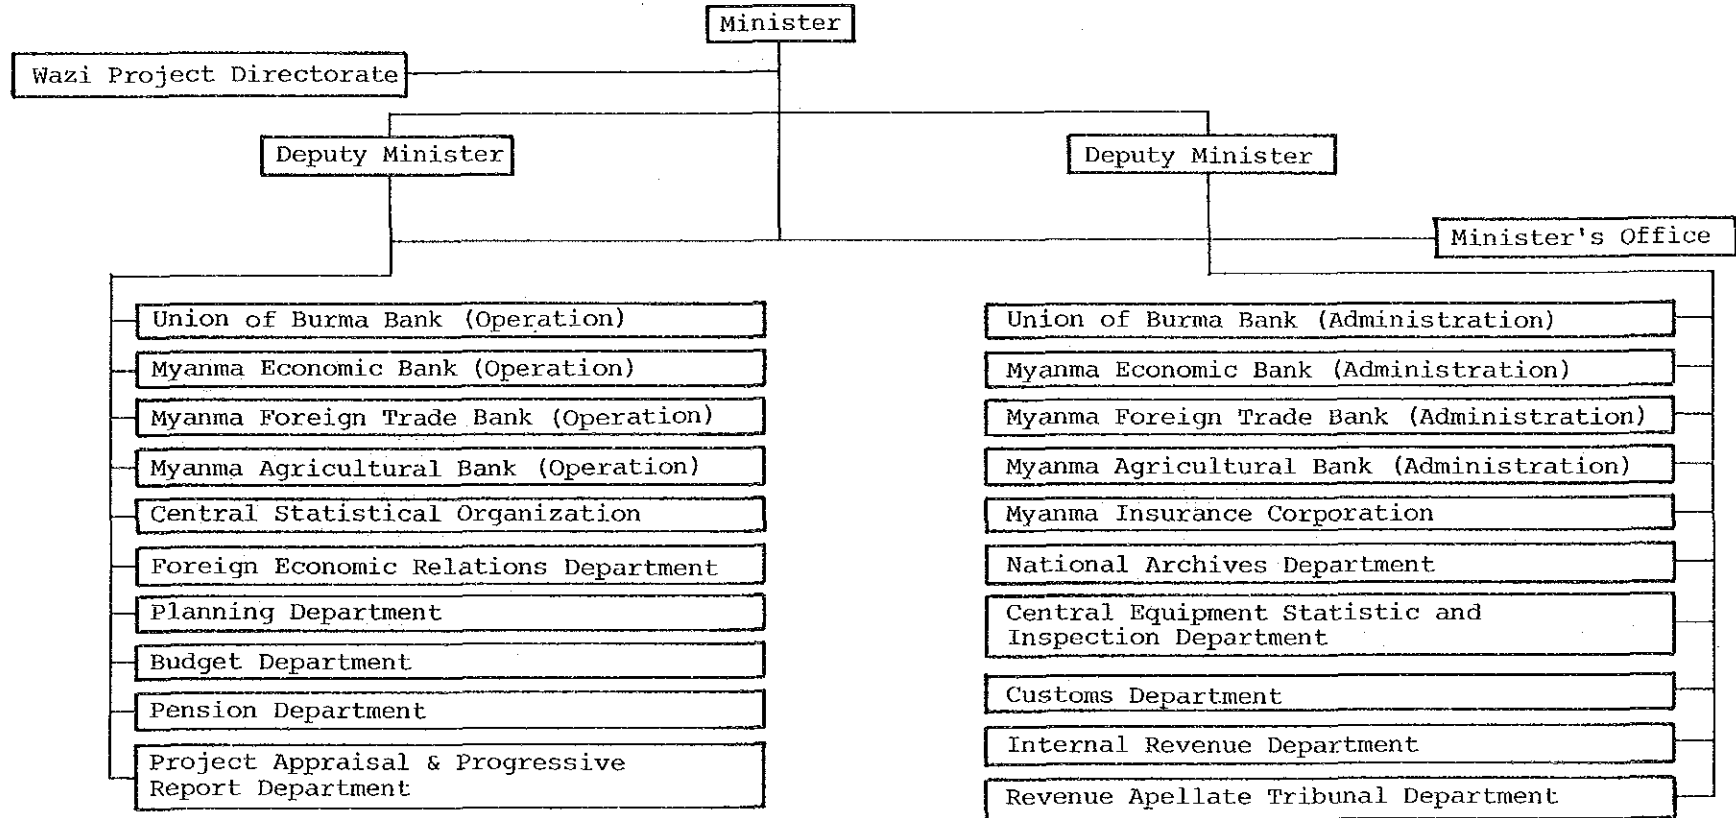 Minister
Wazi Project Directorate
Deputy Minister
Deputy Minister
Minister's Office
Union of Burma Bank (Operation)
Myanma Economic Bank (Operation)
Myanma Foreign Trade Bank (Operation)
Myanma Agricultural Bank (Operation)
Central Statistical Organization
Foreign Economic Relations Department
Planning Department
Budget Department
Pension Department
Project Appraisal & Progressive
Report Department
Union of Burma Bank (Administration)
Myanma Economic Bank (Administration)
Myanma Foreign Trade Bank (Administration)
Myanma Agricultural Bank (Administration)
Myanma Insurance Corporation
National Archives Department
Central Equipment Statistic and
Inspection Department
Customs Department
Internal Revenue Department
Revenue Apellate Tribunal Department